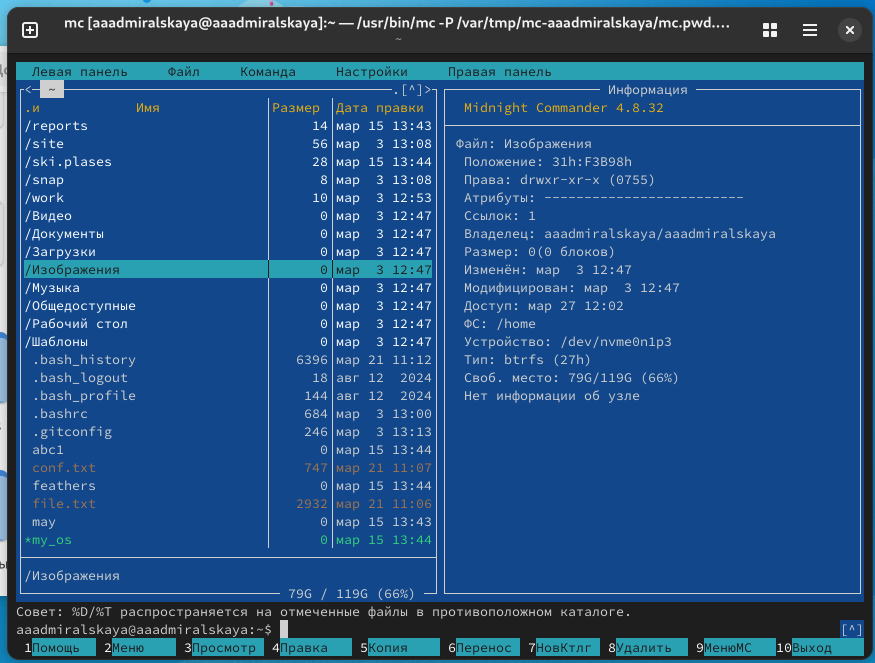 mc [aaadmiralskaya@aaadmiralskaya]:~ — /usr/bin/mc -P /var/tmp/mc-aaadmiralskaya/mc.pwd.…
~
Левая панель Файл Команда Настройки Правая панель
<─ ~ .[^]>
.и Имя Размер Дата правки
/reports 14 мар 15 13:43
/site 56 мар 3 13:08
/ski.plases 28 мар 15 13:44
/snap 8 мар 3 13:08
/work 10 мар 3 12:53
/Видео 0 мар 3 12:47
/Документы 0 мар 3 12:47
/Загрузки 0 мар 3 12:47
/Изображения 0 мар 3 12:47
/Музыка 0 мар 3 12:47
/Общедоступные 0 мар 3 12:47
/Рабочий стол 0 мар 3 12:47
/Шаблоны 0 мар 3 12:47
.bash_history 6396 мар 21 11:12
.bash_logout 18 авг 12 2024
.bash_profile 144 авг 12 2024
.bashrc 684 мар 3 13:00
.gitconfig 246 мар 3 13:13
abc1 0 мар 15 13:44
conf.txt 747 мар 21 11:07
feathers 0 мар 15 13:44
file.txt 2932 мар 21 11:06
may 0 мар 15 13:43
*my_os 0 мар 15 13:44
/Изображения
79G / 119G (66%)
Информация
Midnight Commander 4.8.32
Файл: Изображения
Положение: 31h:F3B98h
Права: drwxr-xr-x (0755)
Атрибуты: -------------------------
Ссылок: 1
Владелец: aaadmiralskaya/aaadmiralskaya
Размер: 0(0 блоков)
Изменён: мар 3 12:47
Модифицирован: мар 3 12:47
Доступ: мар 27 12:02
ФС: /home
Устройство: /dev/nvme0n1p3
Тип: btrfs (27h)
Своб. место: 79G/119G (66%)
Нет информации об узле
Совет: %D/%T распространяется на отмеченные файлы в противоположном каталоге.
aaadmiralskaya@aaadmiralskaya:~$ [^]
1Помощь 2Меню 3Просмотр 4Правка 5Копия 6Перенос 7НовКтлг 8Удалить 9МенюМС 10Выход